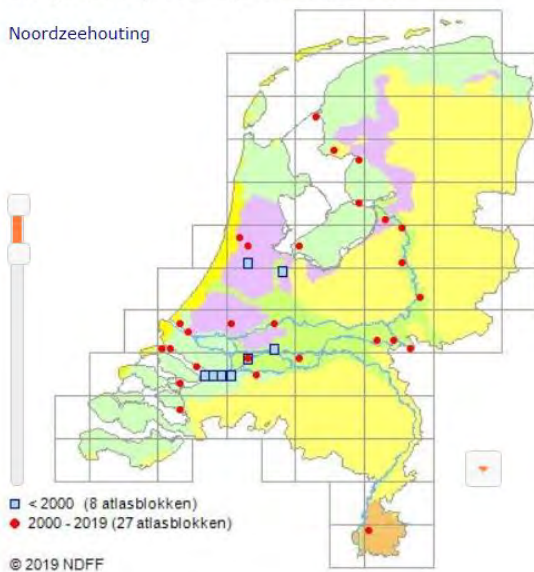 Noordzeehouting
< 2000 (8 atlasblokken)
2000 - 2019 (27 atlasblokken)
© 2019 NDFF